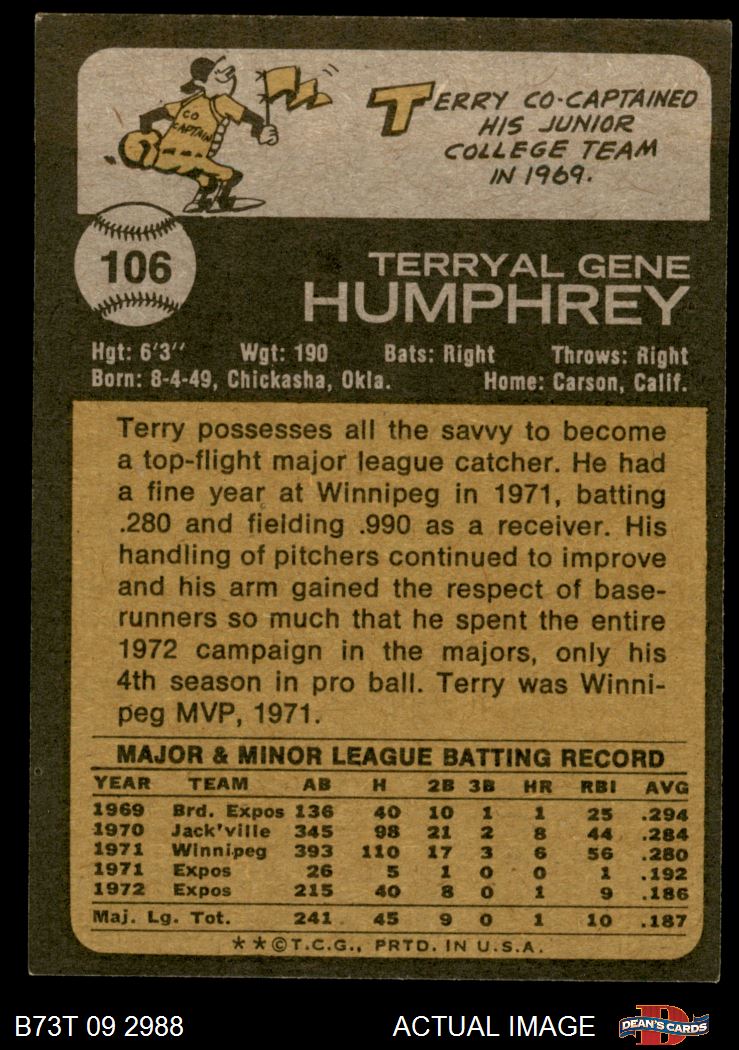 CO
CAPTAIN
TERRY CO-CAPTAINED
HIS JUNIOR
COLLEGE TEAM
IN 1969.
106
TERRYAL GENE
HUMPHREY
Hgt: 6'3" Wgt: 190 Bats: Right Throws: Right
Born: 8-4-49, Chickasha, Okla. Home: Carson, Calif.
Terry possesses all the savvy to become
a top-flight major league catcher. He had
a fine year at Winnipeg in 1971, batting
.280 and fielding .990 as a receiver. His
handling of pitchers continued to improve
and his arm gained the respect of base-
runners so much that he spent the entire
1972 campaign in the majors, only his
4th season in pro ball. Terry was Winni-
peg MVP, 1971.
MAJOR & MINOR LEAGUE BATTING RECORD
YEAR TEAM AB H 2B 3B HR RBI AVG
1969 Brd. Expos 136 40 10 1 1 25 .294
1970 Jack'ville 345 98 21 2 8 44 .284
1971 Winnipeg 393 110 17 3 6 56 .280
1971 Expos 26 5 1 0 0 1 .192
1972 Expos 215 40 8 0 1 9 .186
Maj. Lg. Tot. 241 45 9 0 1 10 .187
**©T.C.G., PRTD. IN U.S.A.
B73T 09 2988 ACTUAL IMAGE D DEAN'S CARDS